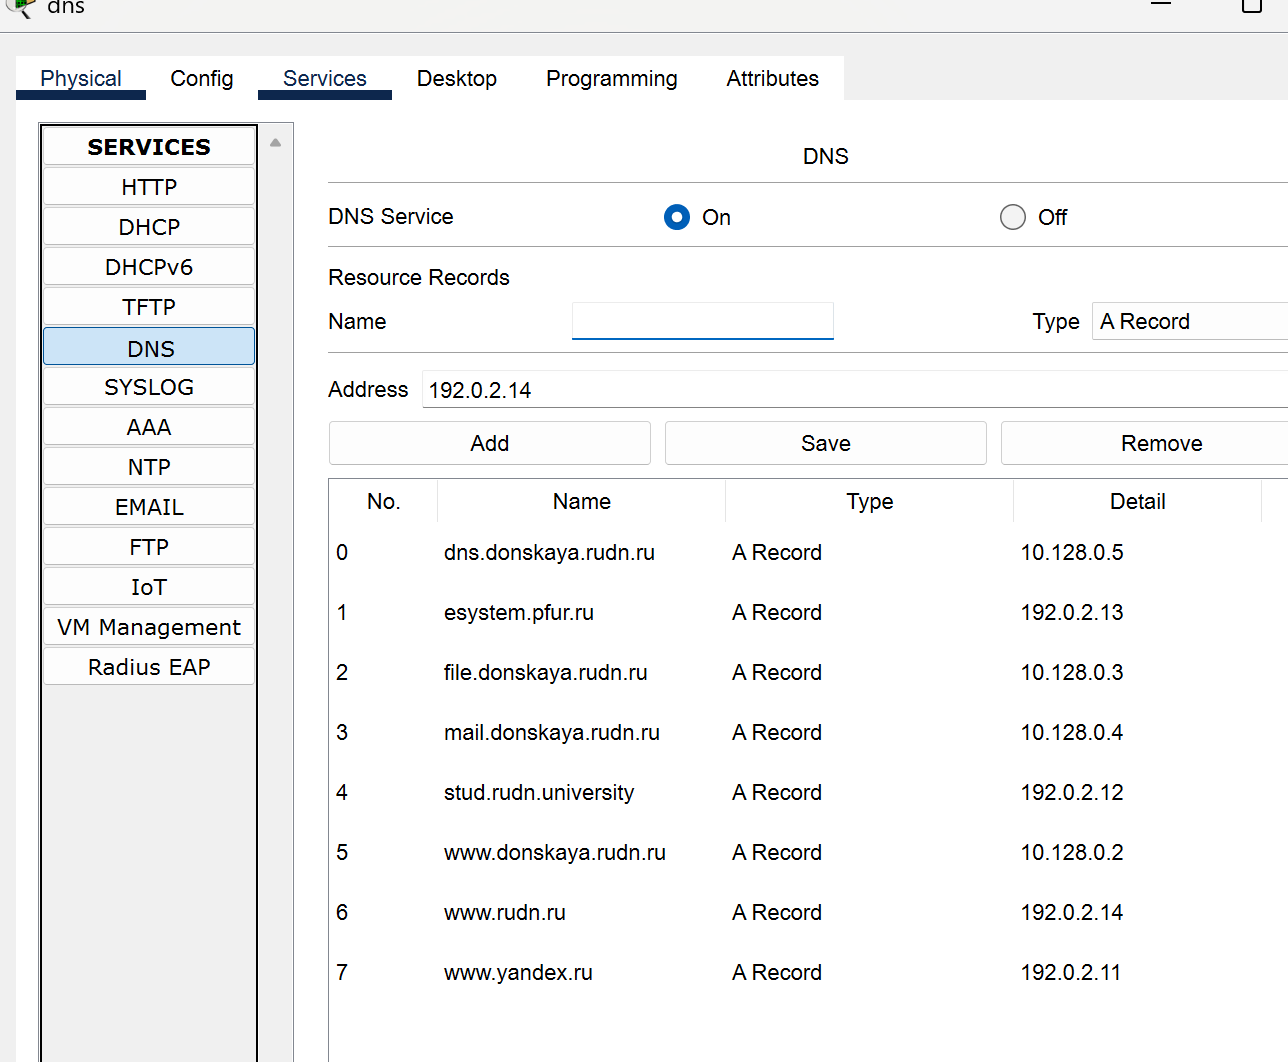 dns
Physical Config Services Desktop Programming Attributes
SERVICES
HTTP
DHCP
DHCPv6
TFTP
DNS
SYSLOG
AAA
NTP
EMAIL
FTP
IoT
VM Management
Radius EAP
DNS
DNS Service On Off
Resource Records
Name Type A Record
Address 192.0.2.14
Add Save Remove
No. Name Type Detail
0 dns.donskaya.rudn.ru A Record 10.128.0.5
1 esystem.pfur.ru A Record 192.0.2.13
2 file.donskaya.rudn.ru A Record 10.128.0.3
3 mail.donskaya.rudn.ru A Record 10.128.0.4
4 stud.rudn.university A Record 192.0.2.12
5 www.donskaya.rudn.ru A Record 10.128.0.2
6 www.rudn.ru A Record 192.0.2.14
7 www.yandex.ru A Record 192.0.2.11